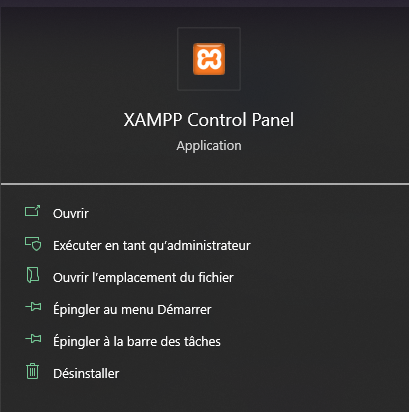 XAMPP Control Panel
Application
Ouvrir
Exécuter en tant qu’administrateur
Ouvrir l’emplacement du fichier
Épingler au menu Démarrer
Épingler à la barre des tâches
Désinstaller